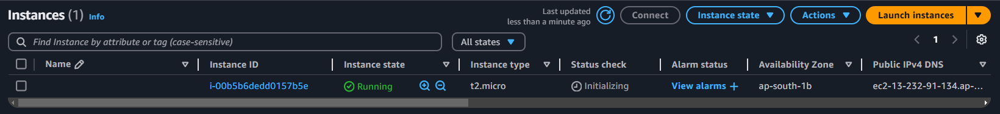 Instances (1) Info
Last updated
less than a minute ago
Connect
Instance state
Actions
Launch instances
Find Instance by attribute or tag (case-sensitive)
All states
1
Name Instance ID Instance state Instance type Status check Alarm status Availability Zone Public IPv4 DNS
i-00b5b6dedd0157b5e Running t2.micro Initializing View alarms + ap-south-1b ec2-13-232-91-134.ap-...